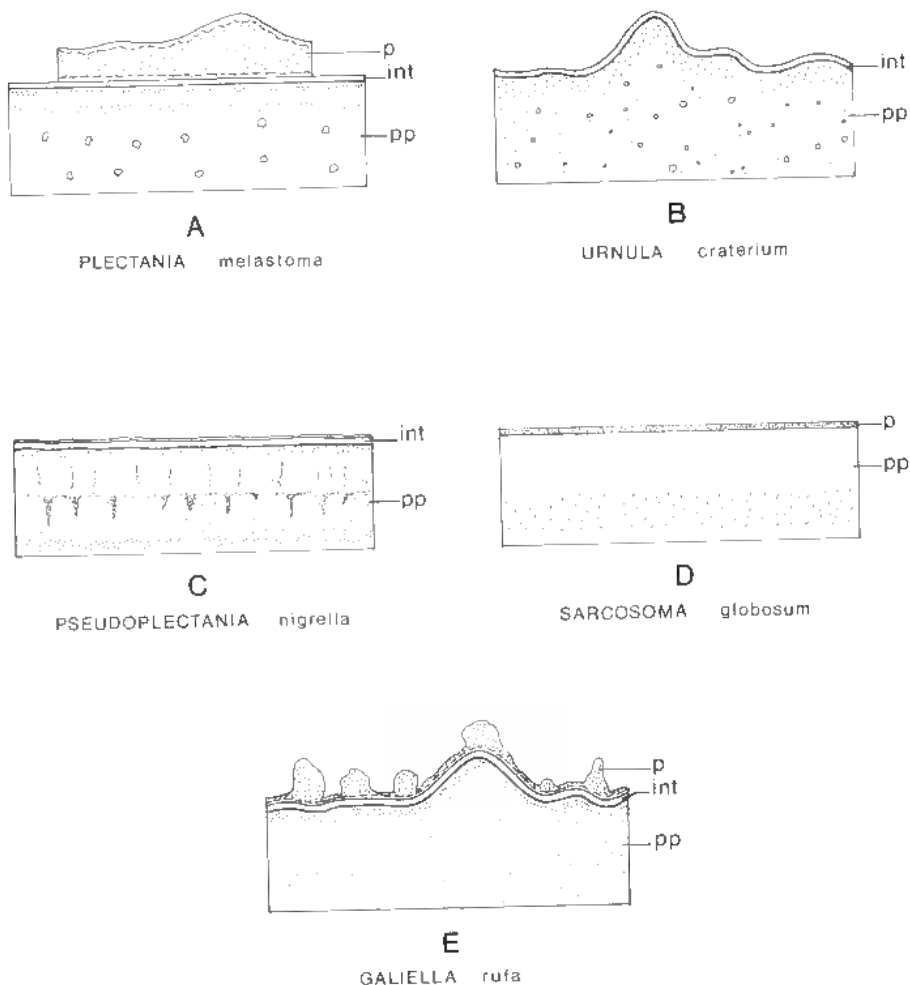 p
int
pp
A
PLECTANIA melastoma
int
pp
B
URNULA craterium
int
pp
C
PSEUDOPLECTANIA nigrella
p
pp
D
SARCOSOMA globosum
p
int
pp
E
GALIELLA rufa